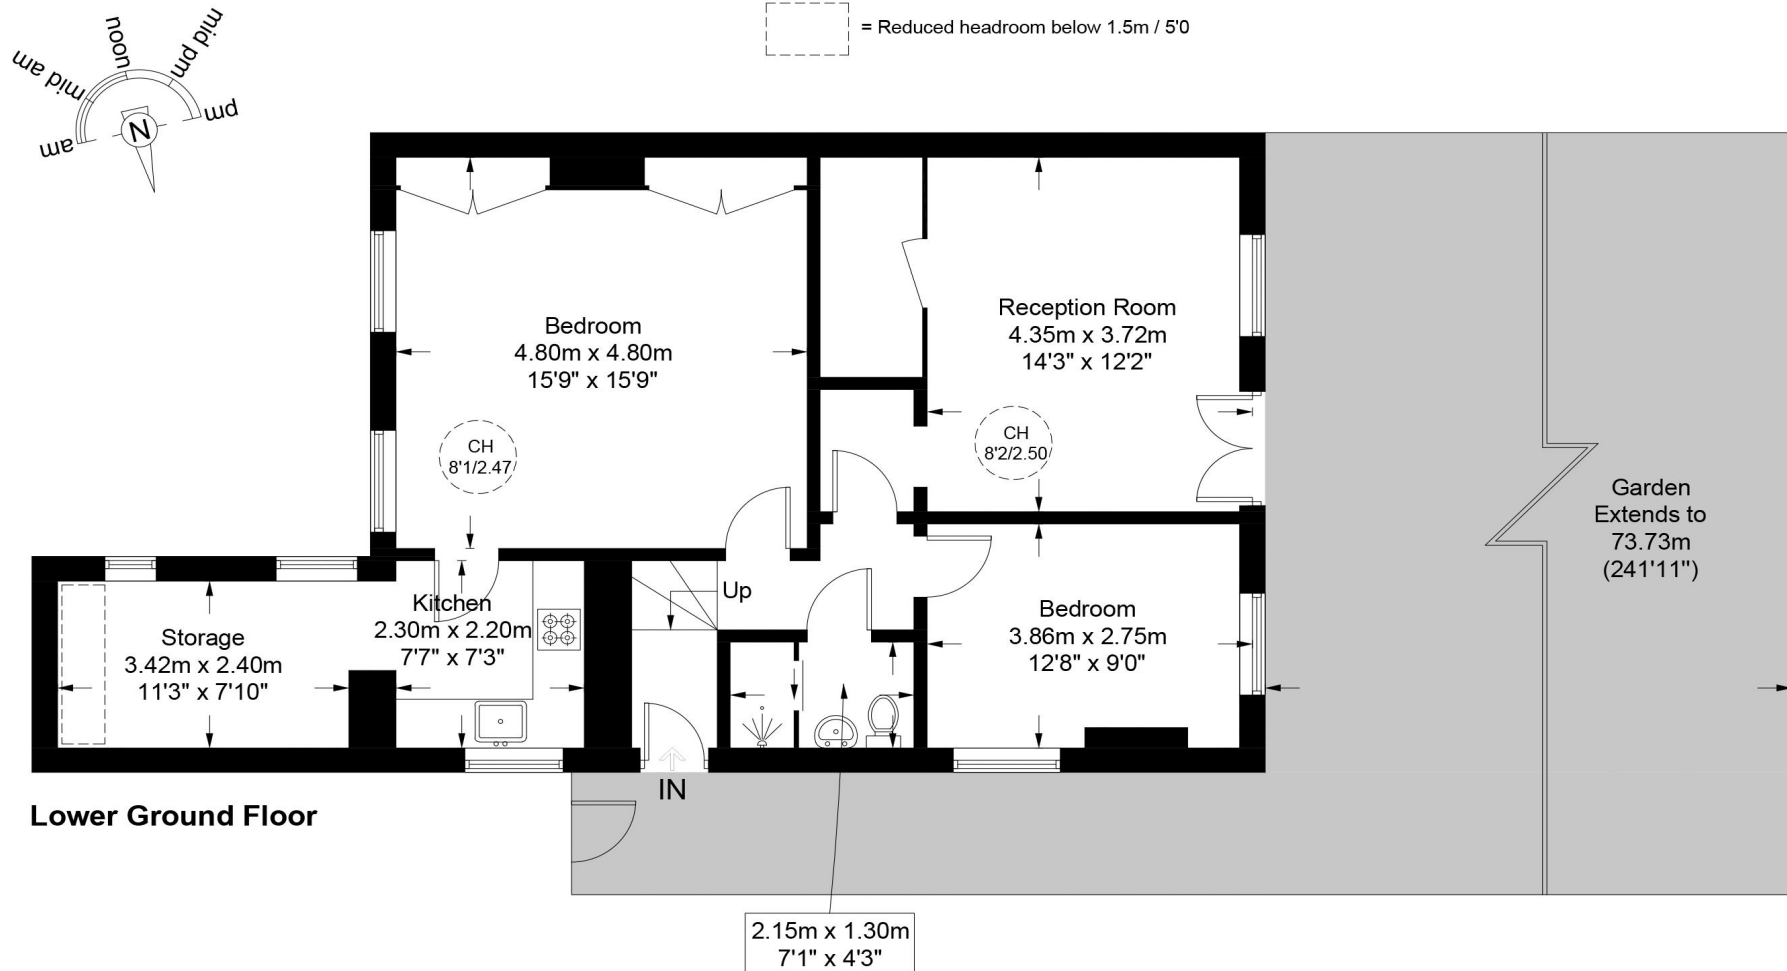 = Reduced headroom below 1.5m / 5'0
am
mid am
noon
mid pm
pm
N
Bedroom
4.80m x 4.80m
15'9" x 15'9"
CH
8'1/2.47
Reception Room
4.35m x 3.72m
14'3" x 12'2"
CH
8'2/2.50
Garden
Extends to
73.73m
(241'11")
Storage
3.42m x 2.40m
11'3" x 7'10"
Kitchen
2.30m x 2.20m
7'7" x 7'3"
Up
Bedroom
3.86m x 2.75m
12'8" x 9'0"
IN
Lower Ground Floor
2.15m x 1.30m
7'1" x 4'3"